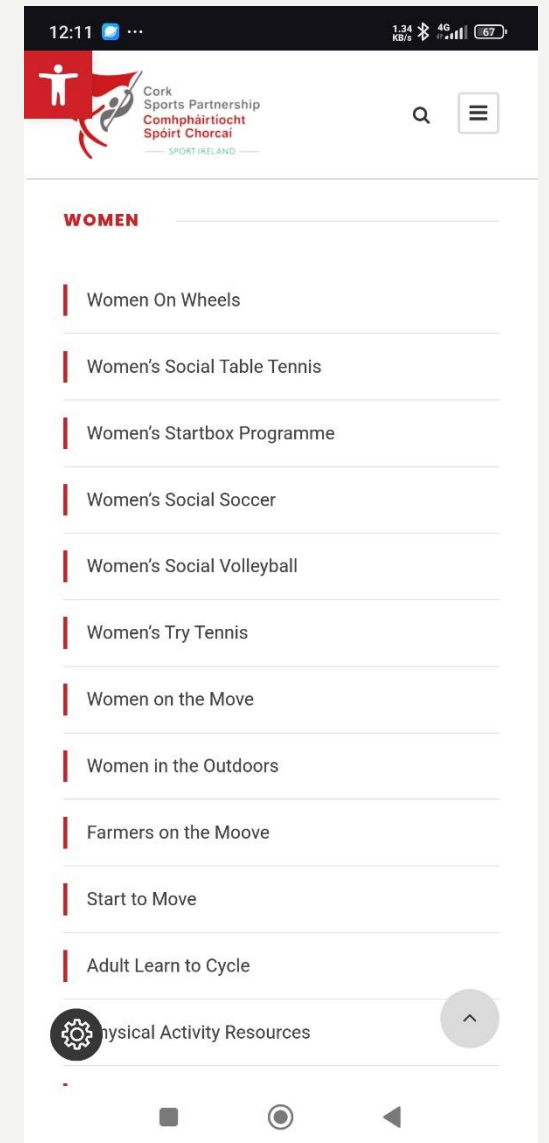 12:11 ...
1.34 KB/s 4G 67
Cork
Sports Partnership
Comhpháirtíocht
Spóirt Chorcaí
SPORT IRELAND
WOMEN
Women On Wheels
Women's Social Table Tennis
Women's Startbox Programme
Women's Social Soccer
Women's Social Volleyball
Women's Try Tennis
Women on the Move
Women in the Outdoors
Farmers on the Moove
Start to Move
Adult Learn to Cycle
hysical Activity Resources